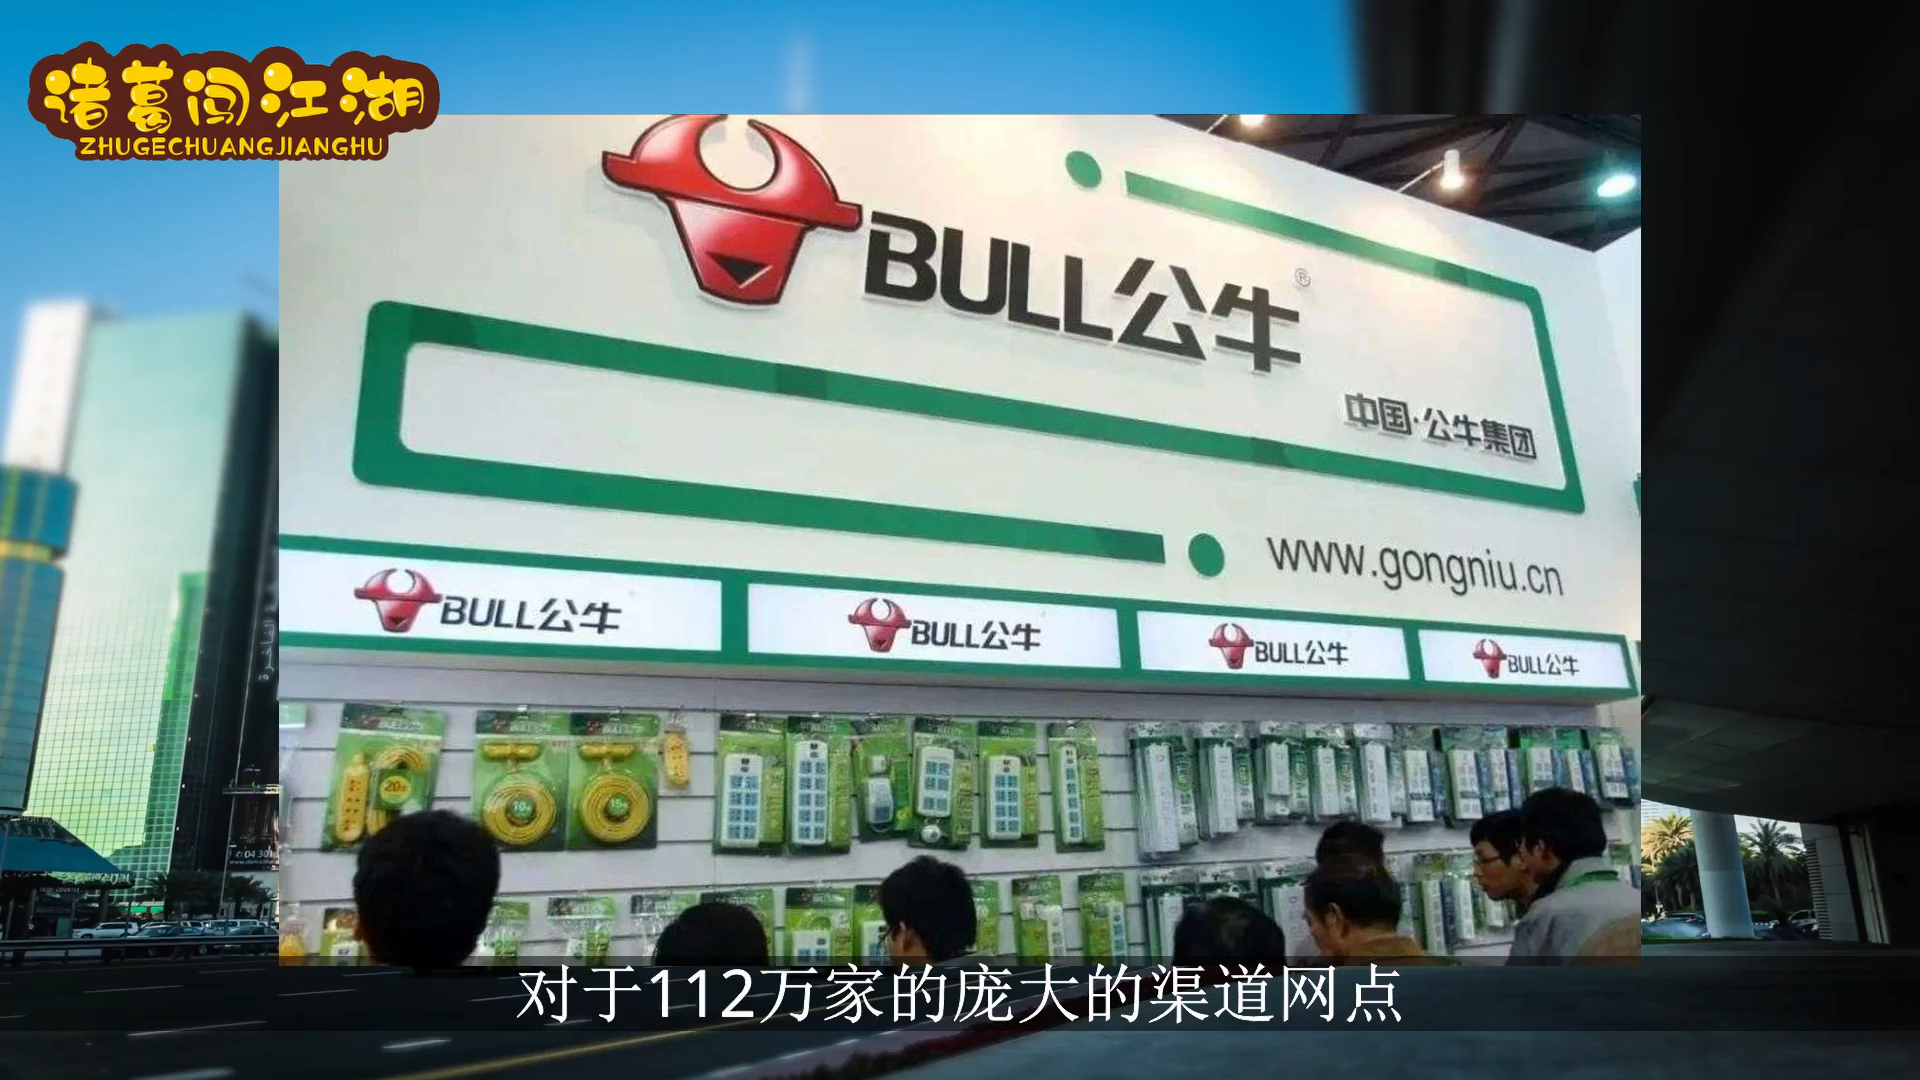 诸葛闯江湖
ZHUGECHUANGJIANGHU
BULL公牛®
中国·公牛集团
www.gongniu.cn
BULL公牛
BULL公牛
BULL公牛
BULL公牛
对于112万家的庞大的渠道网点